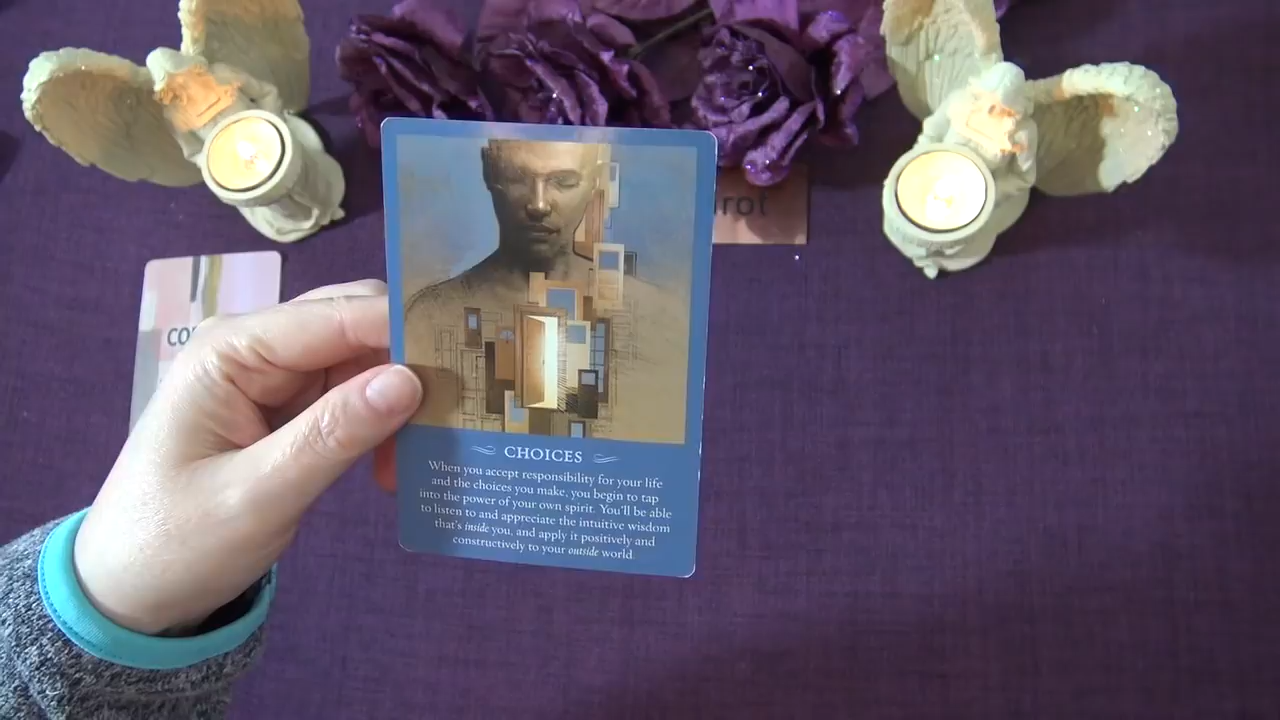 CHOICES
When you accept responsibility for your life
and the choices you make, you begin to tap
into the power of your own spirit. You'll be able
to listen to and appreciate the intuitive wisdom
that's inside you, and apply it positively and
constructively to your outside world.